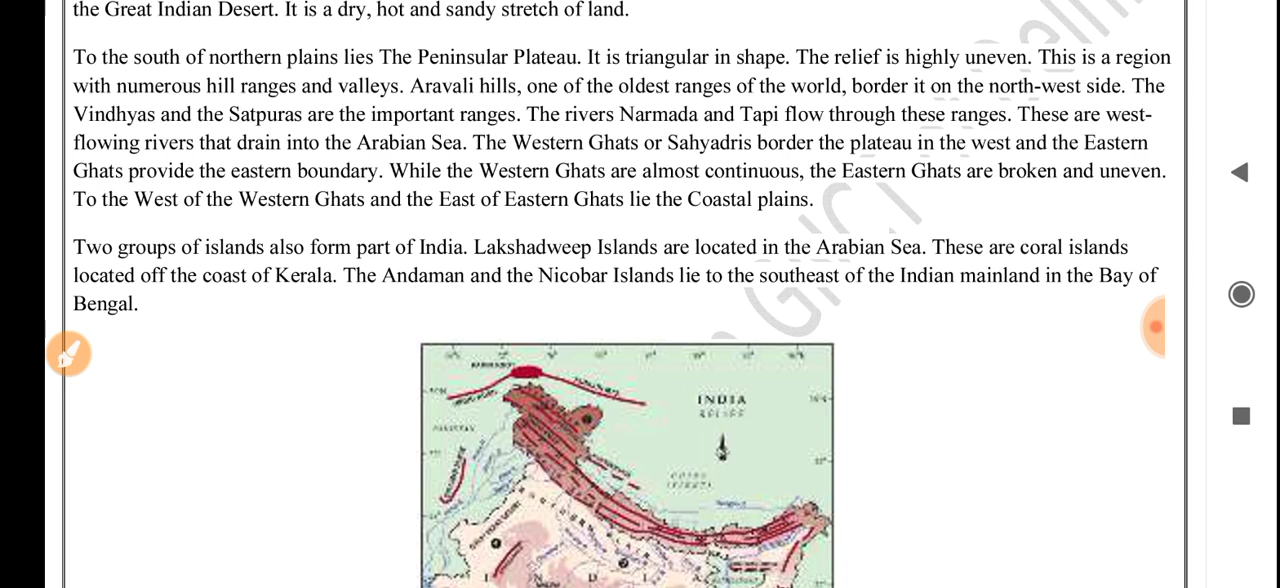 the Great Indian Desert. It is a dry, hot and sandy stretch of land.
To the south of northern plains lies The Peninsular Plateau. It is triangular in shape. The relief is highly uneven. This is a region
with numerous hill ranges and valleys. Aravali hills, one of the oldest ranges of the world, border it on the north-west side. The
Vindhyas and the Satpuras are the important ranges. The rivers Narmada and Tapi flow through these ranges. These are west-
flowing rivers that drain into the Arabian Sea. The Western Ghats or Sahyadris border the plateau in the west and the Eastern
Ghats provide the eastern boundary. While the Western Ghats are almost continuous, the Eastern Ghats are broken and uneven.
To the West of the Western Ghats and the East of Eastern Ghats lie the Coastal plains.
Two groups of islands also form part of India. Lakshadweep Islands are located in the Arabian Sea. These are coral islands
located off the coast of Kerala. The Andaman and the Nicobar Islands lie to the southeast of the Indian mainland in the Bay of
Bengal.
INDIA
RELIEF